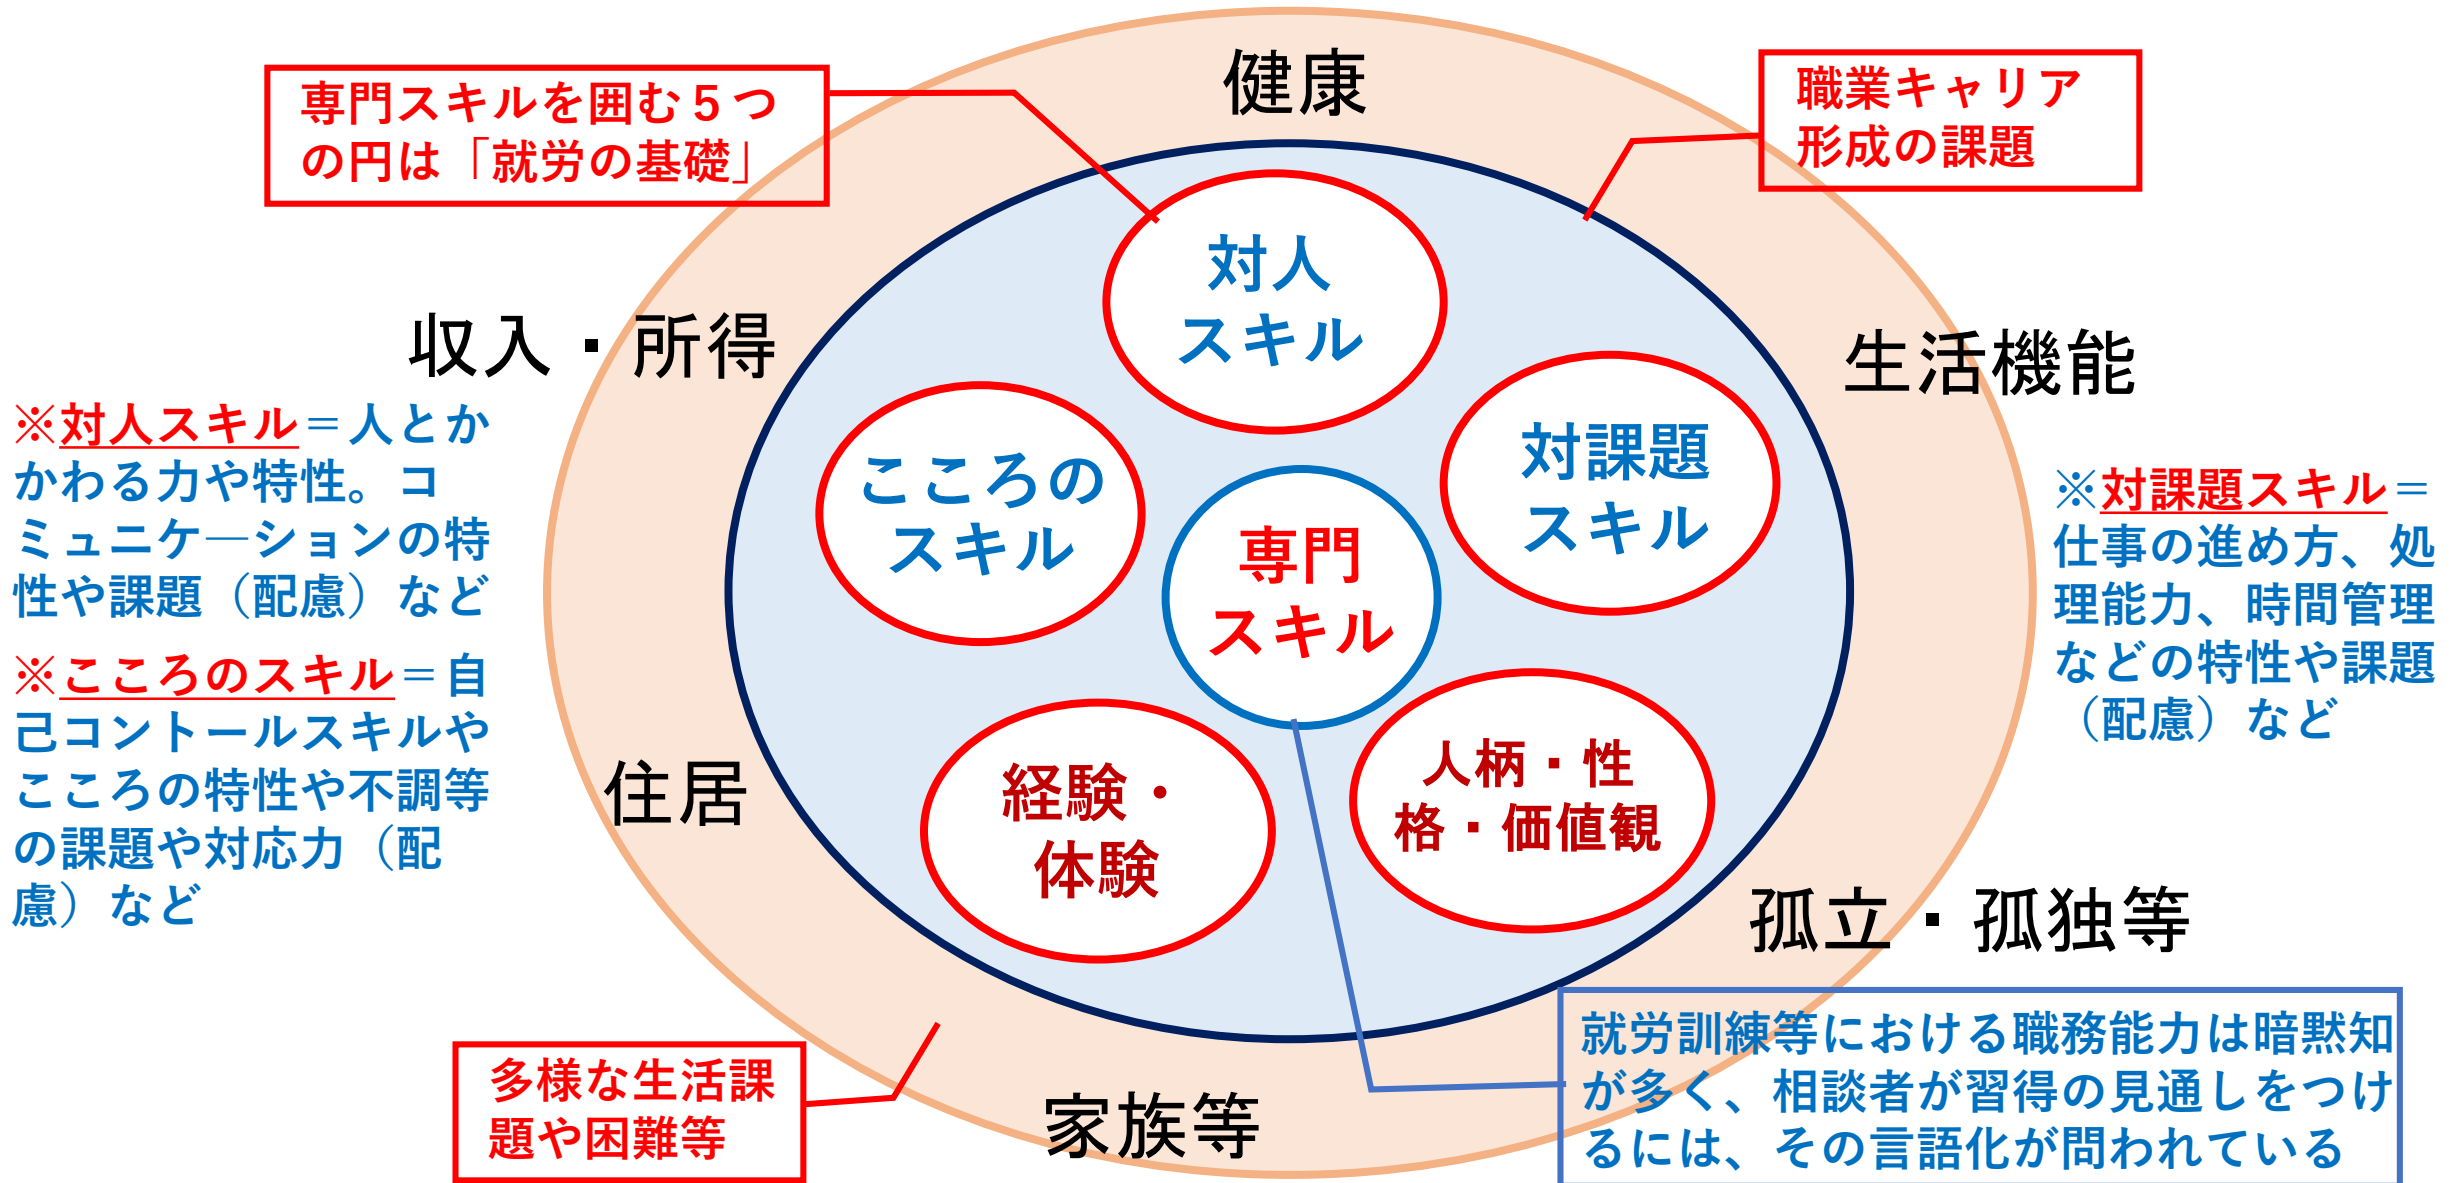 健康
専門スキルを囲む５つ
の円は「就労の基礎」
職業キャリア
形成の課題
対人
スキル
収入・所得
生活機能
※対人スキル＝人とか
かわる力や特性。コ
ミュニケ―ションの特
性や課題（配慮）など
こころの
スキル
対課題
スキル
※対課題スキル＝
仕事の進め方、処
理能力、時間管理
などの特性や課題
（配慮）など
専門
スキル
※こころのスキル＝自
己コントールスキルや
こころの特性や不調等
の課題や対応力（配
慮）など
住居
経験・
体験
人柄・性
格・価値観
孤立・孤独等
多様な生活課
題や困難等
家族等
就労訓練等における職務能力は暗黙知
が多く、相談者が習得の見通しをつけ
るには、その言語化が問われている